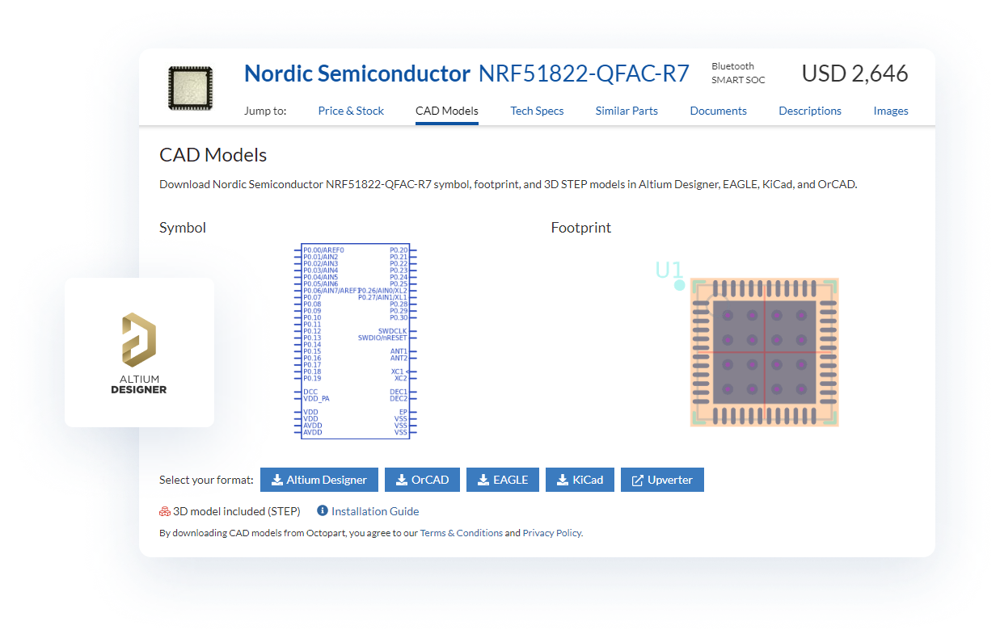 Nordic Semiconductor NRF51822-QFAC-R7
Bluetooth
SMART SOC
USD 2,646
Jump to: Price & Stock CAD Models Tech Specs Similar Parts Documents Descriptions Images
CAD Models
Download Nordic Semiconductor NRF51822-QFAC-R7 symbol, footprint, and 3D STEP models in Altium Designer, EAGLE, KiCad, and OrCAD.
Symbol
Footprint
P0.00/AREF0 P0.20
P0.01/AIN2 P0.21
P0.02/AIN3 P0.22
P0.03/AIN4 P0.23
P0.04/AIN5 P0.24
P0.05/AIN6 P0.25
P0.06/AIN7/AREF1 P0.26/AIN0/XL2
P0.07 P0.27/AIN1/XL1
P0.08 P0.28
P0.09 P0.29
P0.10 P0.30
P0.11
P0.12 SWDCLK
P0.13 SWDIO/nRESET
P0.14
P0.15 ANT1
P0.16 ANT2
P0.17
P0.18 XC1
P0.19 XC2
DCC DEC1
VDD_PA DEC2
VDD EP
VDD VSS
AVDD VSS
AVDD VSS
U1
ALTIUM
DESIGNER
Select your format: Altium Designer OrCAD EAGLE KiCad Upverter
3D model included (STEP) Installation Guide
By downloading CAD models from Octopart, you agree to our Terms & Conditions and Privacy Policy.